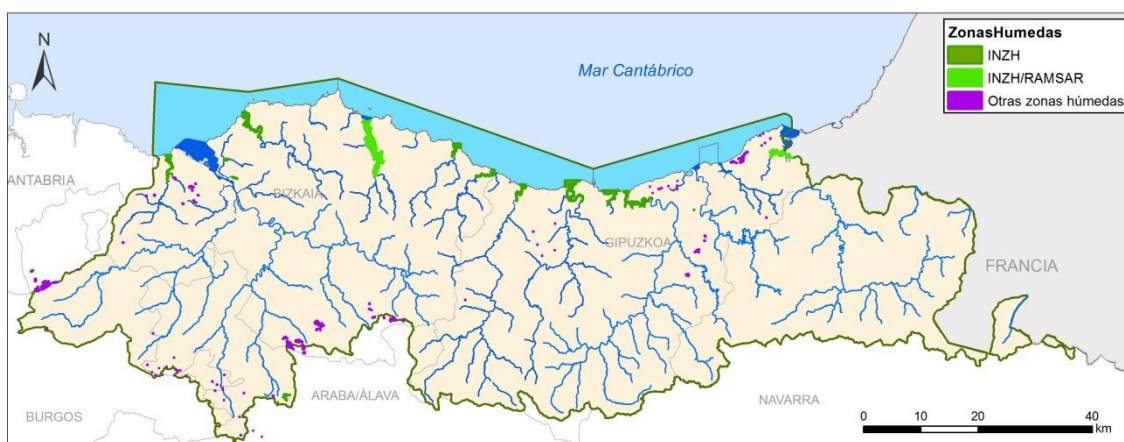 N
ZonasHumedas
INZH
INZH/RAMSAR
Otras zonas húmedas
Mar Cantábrico
ANTABRIA
BIZKAIA
GIPUZKOA
FRANCIA
ARABA/ÁLAVA
NAVARRA
BURGOS
0 10 20 40
km